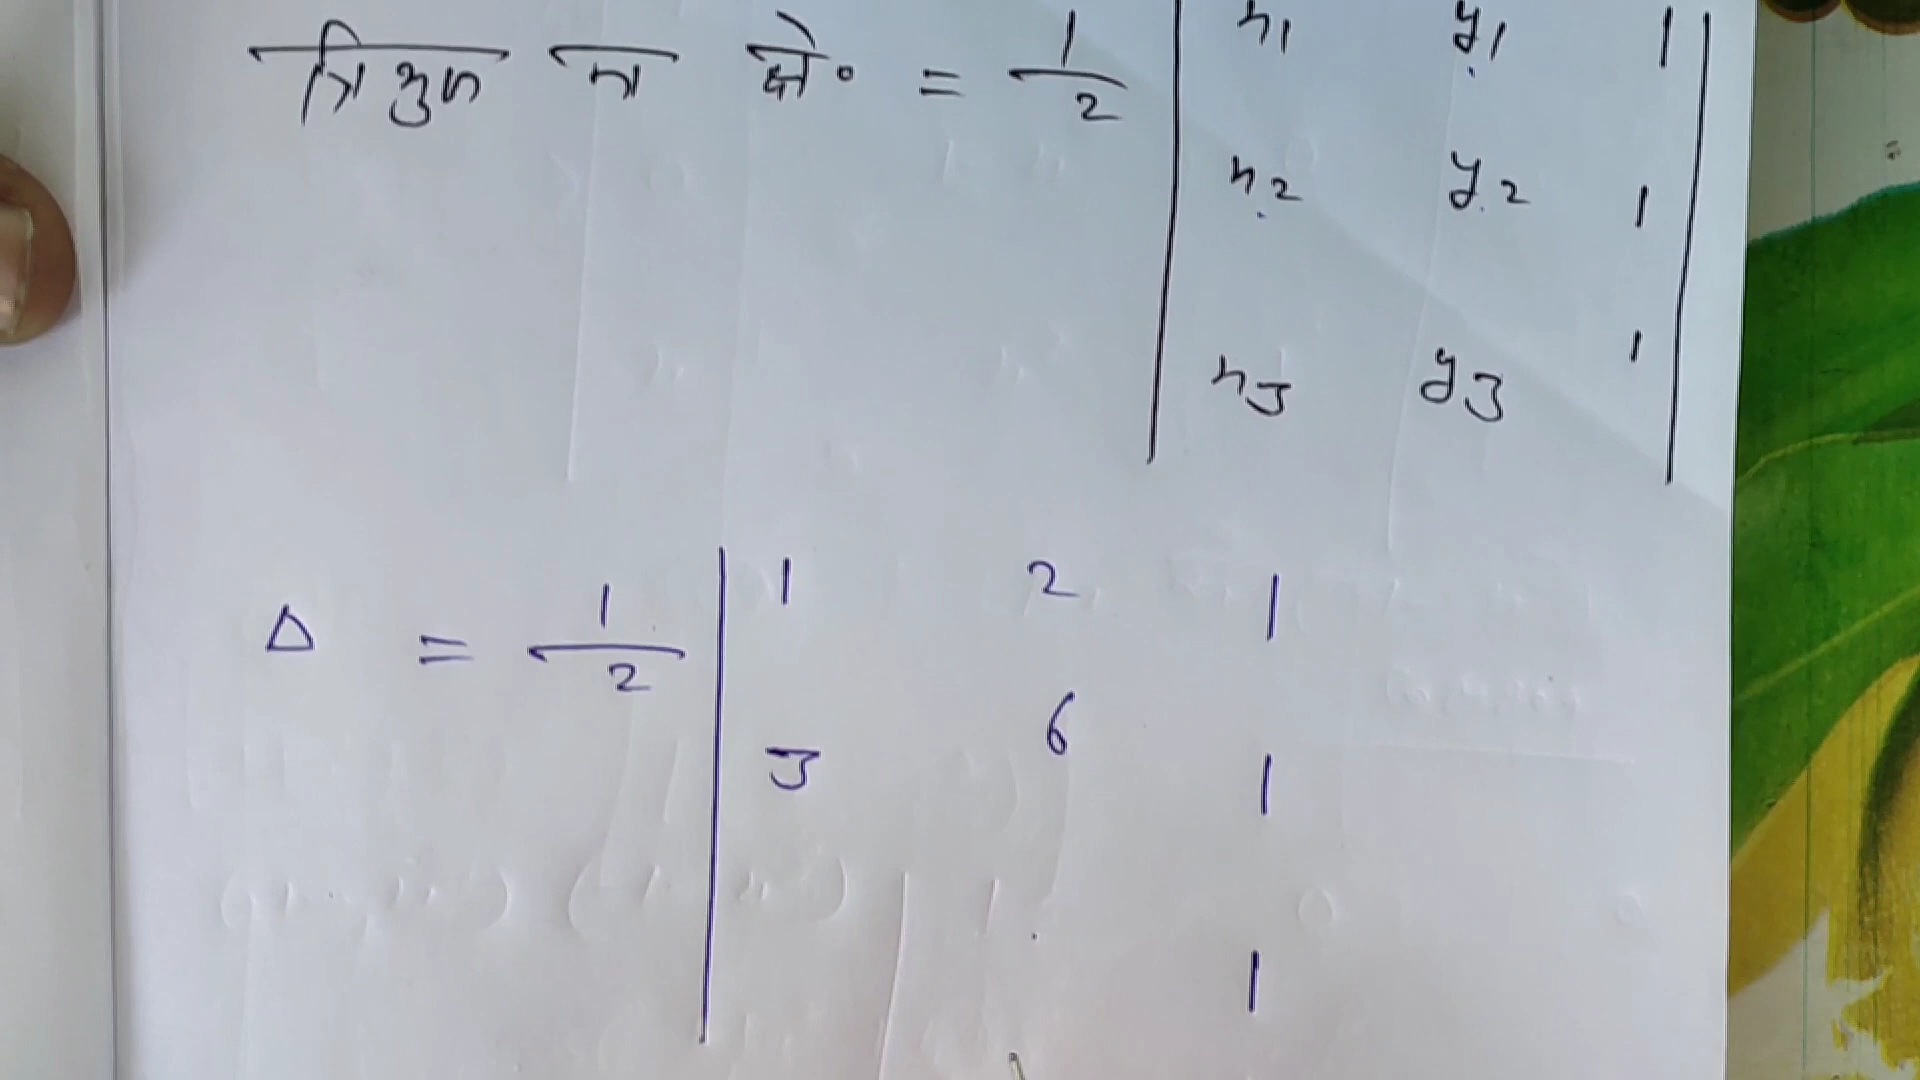 त्रिभुज का क्षे० = 1/2 | x1 y1 1 |
x2 y2 1
x3 y3 1
Δ = 1/2 | 1 2 1
3 6 1
1